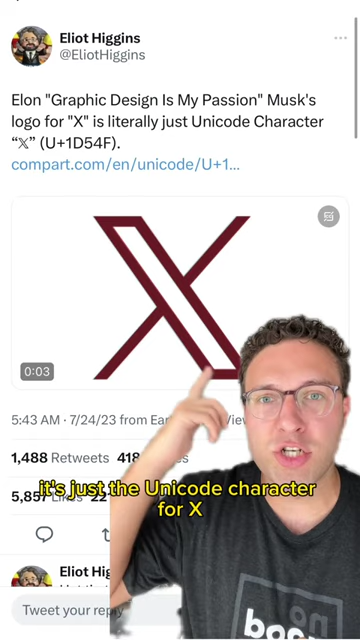 Eliot Higgins
@EliotHiggins
Elon "Graphic Design Is My Passion" Musk's
logo for "X" is literally just Unicode Character
“𝕏” (U+1D54F).
compart.com/en/unicode/U+1...
0:03
5:43 AM · 7/24/23 from
1,488 Retweets
it's just the Unicode character
for X
Eliot
Tweet your reply